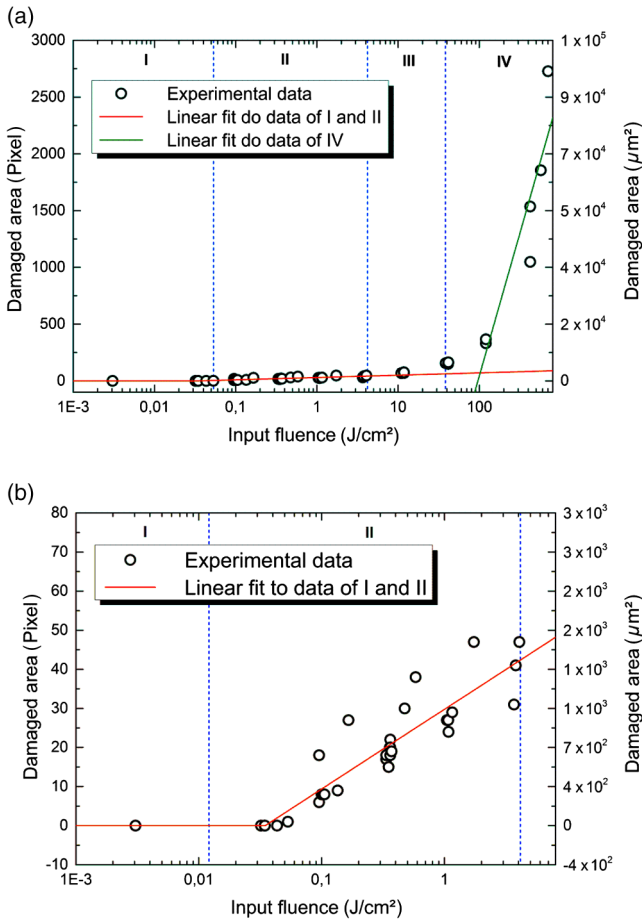 (a)
3000
2500
2000
1500
1000
500
0
Damaged area (Pixel)
I
II
III
IV
Experimental data
Linear fit do data of I and II
Linear fit do data of IV
1 x 10⁵
9 x 10⁴
7 x 10⁴
5 x 10⁴
4 x 10⁴
2 x 10⁴
0
Damaged area (µm²)
1E-3
0,01
0,1
1
10
100
Input fluence (J/cm²)
(b)
80
70
60
50
40
30
20
10
0
-10
Damaged area (Pixel)
I
II
Experimental data
Linear fit to data of I and II
3 x 10³
3 x 10³
2 x 10³
2 x 10³
1 x 10³
1 x 10³
7 x 10²
4 x 10²
0
-4 x 10²
Damaged area (µm²)
1E-3
0,01
0,1
1
Input fluence (J/cm²)